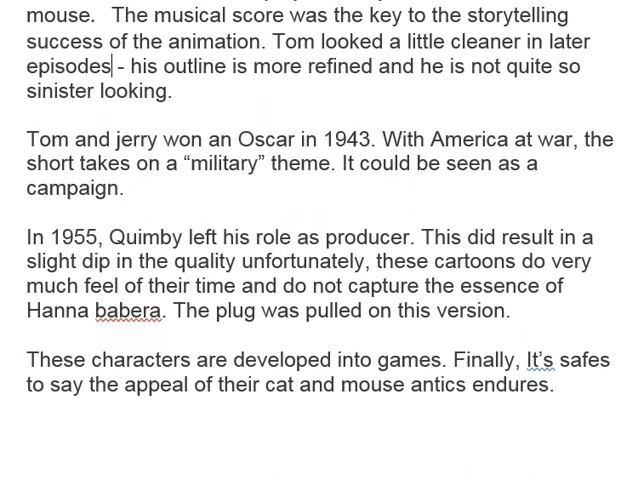 mouse.   The musical score was the key to the storytelling
success of the animation. Tom looked a little cleaner in later
episodes - his outline is more refined and he is not quite so
sinister looking.
Tom and jerry won an Oscar in 1943. With America at war, the
short takes on a “military” theme. It could be seen as a
campaign.
In 1955, Quimby left his role as producer. This did result in a
slight dip in the quality unfortunately, these cartoons do very
much feel of their time and do not capture the essence of
Hanna babera. The plug was pulled on this version.
These characters are developed into games. Finally, It’s safes
to say the appeal of their cat and mouse antics endures.